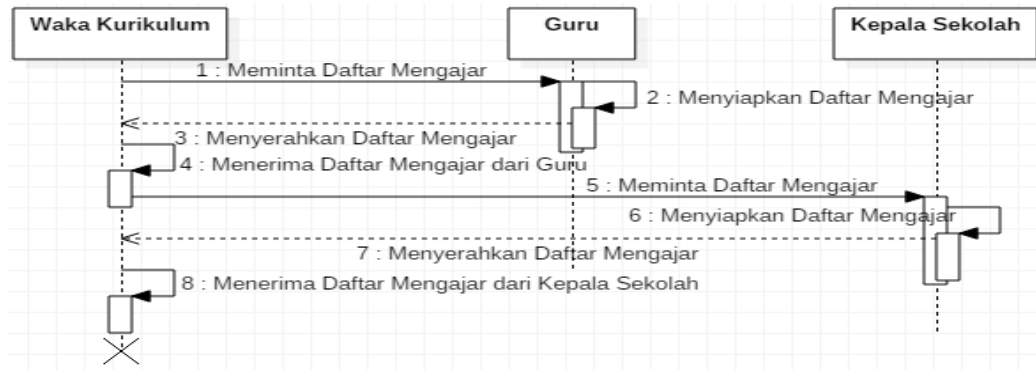 Waka Kurikulum
Guru
Kepala Sekolah
1 : Meminta Daftar Mengajar
2 : Menyiapkan Daftar Mengajar
3 : Menyerahkan Daftar Mengajar
4 : Menerima Daftar Mengajar dari Guru
5 : Meminta Daftar Mengajar
6 : Menyiapkan Daftar Mengajar
7 : Menyerahkan Daftar Mengajar
8 : Menerima Daftar Mengajar dari Kepala Sekolah